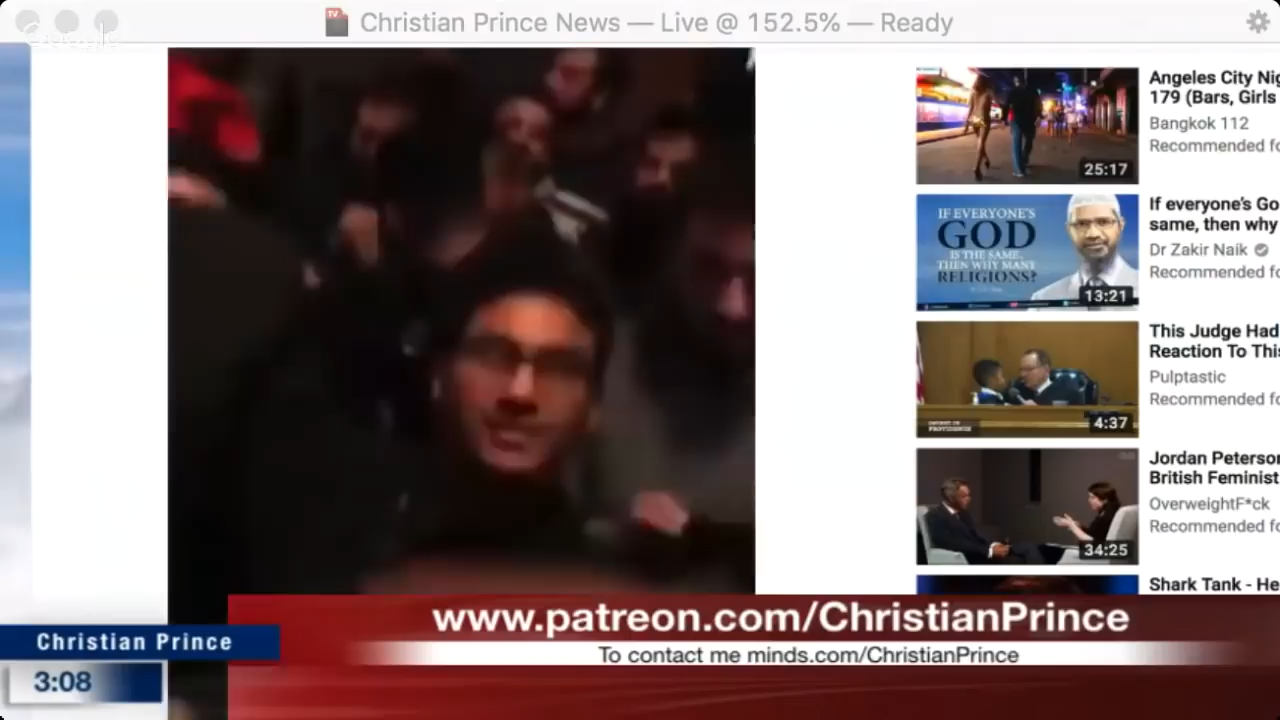 Christian Prince News — Live @ 152.5% — Ready
Google
Angeles City Nig
179 (Bars, Girls
Bangkok 112
Recommended fo
25:17
IF EVERYONE'S
GOD
IS THE SAME,
THEN WHY MANY
RELIGIONS?
13:21
If everyone's Go
same, then why
Dr Zakir Naik
Recommended fo
This Judge Had
Reaction To This
Pulptastic
Recommended fo
4:37
Jordan Peterson
British Feminist
OverweightF*ck
Recommended fo
34:25
Shark Tank - He
www.patreon.com/ChristianPrince
To contact me minds.com/ChristianPrince
Christian Prince
3:08